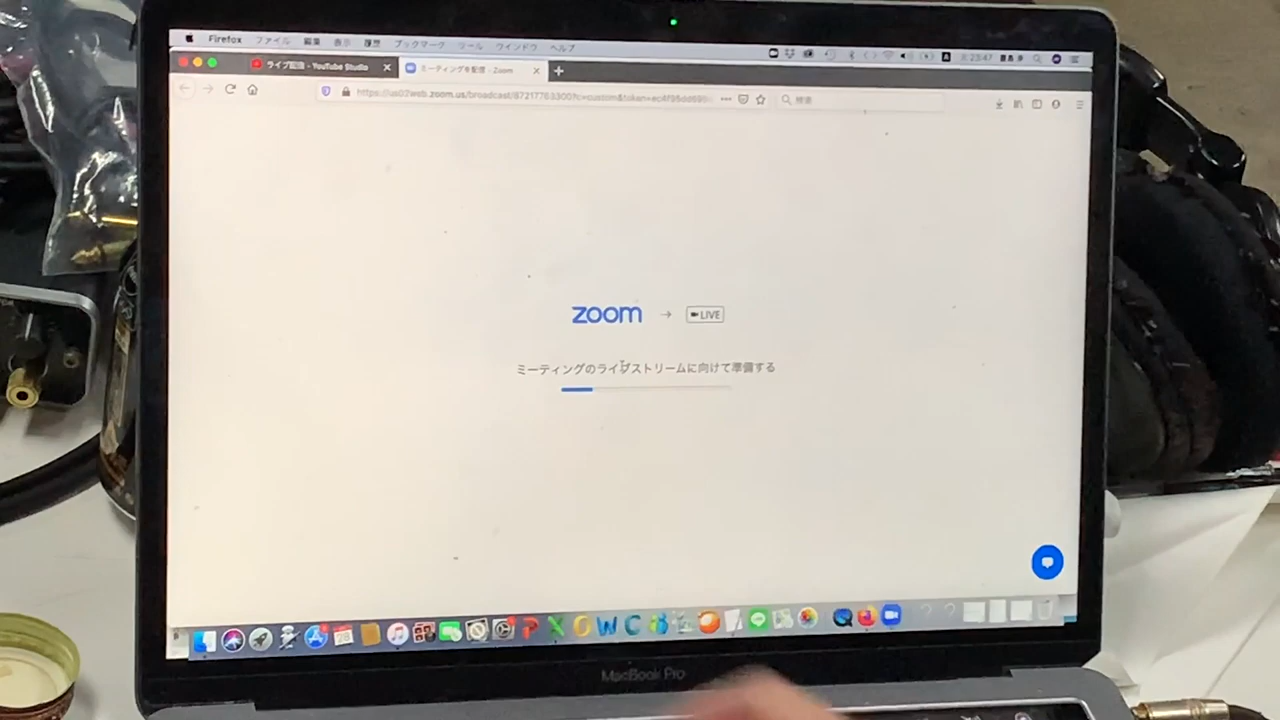 Firefox ファイル 編集 表示 履歴 ブックマーク ツール ウインドウ ヘルプ
ライブ配信 - YouTube Studio
ミーティングを配信 - Zoom
検索
zoom → LIVE
ミーティングのライブストリームに向けて準備する
MacBook Pro